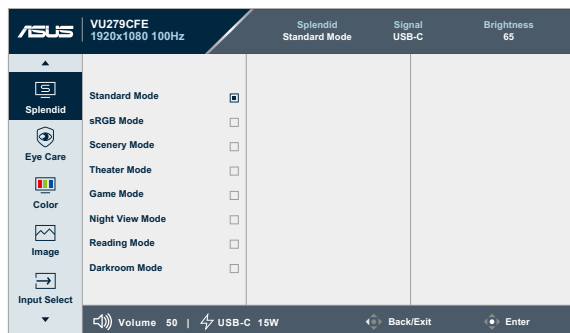 ASUS
VU279CFE
1920x1080 100Hz
Splendid
Standard Mode
Signal
USB-C
Brightness
65
Splendid
Eye Care
Color
Image
Input Select
Standard Mode
sRGB Mode
Scenery Mode
Theater Mode
Game Mode
Night View Mode
Reading Mode
Darkroom Mode
Volume 50 | USB-C 15W
Back/Exit
Enter